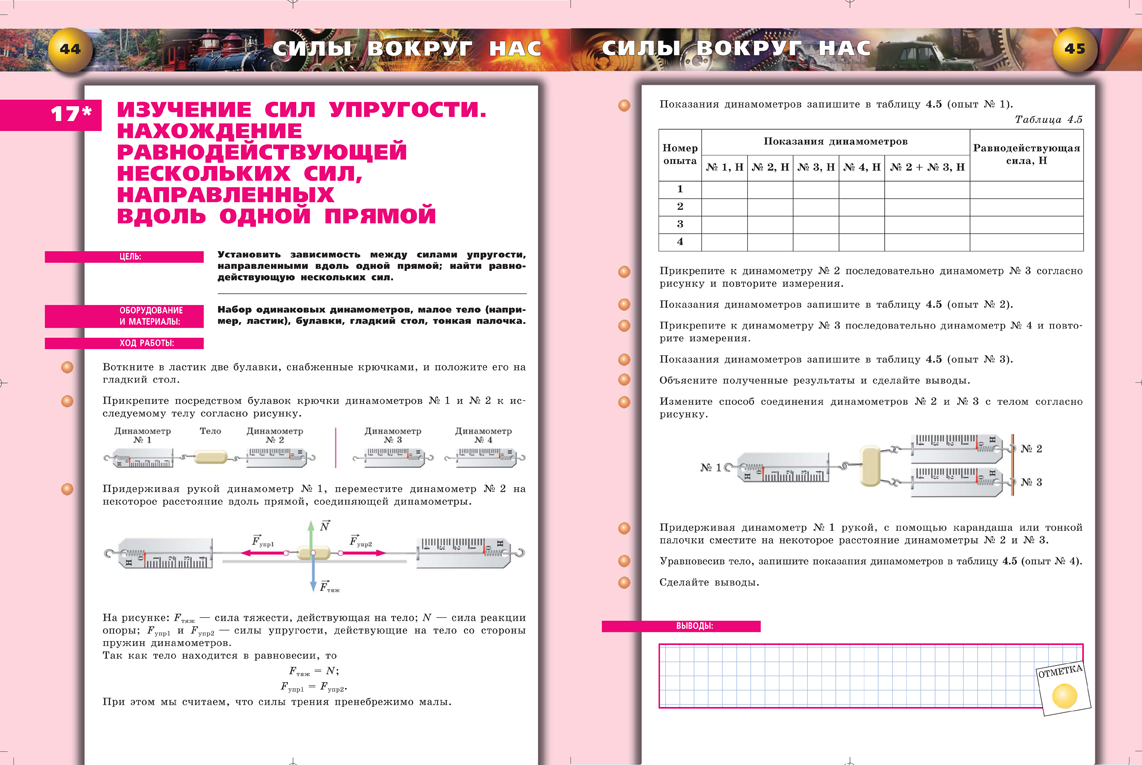 44
СИЛЫ ВОКРУГ НАС
17*
ИЗУЧЕНИЕ СИЛ УПРУГОСТИ.
НАХОЖДЕНИЕ
РАВНОДЕЙСТВУЮЩЕЙ
НЕСКОЛЬКИХ СИЛ,
НАПРАВЛЕННЫХ
ВДОЛЬ ОДНОЙ ПРЯМОЙ
ЦЕЛЬ:
Установить зависимость между силами упругости,
направленными вдоль одной прямой; найти равно-
действующую нескольких сил.
ОБОРУДОВАНИЕ
И МАТЕРИАЛЫ:
Набор одинаковых динамометров, малое тело (напри-
мер, ластик), булавки, гладкий стол, тонкая палочка.
ХОД РАБОТЫ:
Воткните в ластик две булавки, снабженные крючками, и положите его на
гладкий стол.
Прикрепите посредством булавок крючки динамометров № 1 и № 2 к ис-
следуемому телу согласно рисунку.
Динамометр Тело Динамометр Динамометр Динамометр
№ 1 № 2 № 3 № 4
Придерживая рукой динамометр № 1, переместите динамометр № 2 на
некоторое расстояние вдоль прямой, соединяющей динамометры.
N
Fупр1 Fупр2
Fтяж
На рисунке: Fтяж — сила тяжести, действующая на тело; N — сила реакции
опоры; Fупр1 и Fупр2 — силы упругости, действующие на тело со стороны
пружин динамометров.
Так как тело находится в равновесии, то
Fтяж = N;
Fупр1 = Fупр2.
При этом мы считаем, что силы трения пренебрежимо малы.
СИЛЫ ВОКРУГ НАС
45
Показания динамометров запишите в таблицу 4.5 (опыт № 1).
Таблица 4.5
Номер опыта Показания динамометров Равнодействующая сила, Н
№ 1, Н № 2, Н № 3, Н № 4, Н № 2 + № 3, Н
1
2
3
4
Прикрепите к динамометру № 2 последовательно динамометр № 3 согласно
рисунку и повторите измерения.
Показания динамометров запишите в таблицу 4.5 (опыт № 2).
Прикрепите к динамометру № 3 последовательно динамометр № 4 и повто-
рите измерения.
Показания динамометров запишите в таблицу 4.5 (опыт № 3).
Объясните полученные результаты и сделайте выводы.
Измените способ соединения динамометров № 2 и № 3 с телом согласно
рисунку.
№ 1
№ 2
№ 3
Придерживая динамометр № 1 рукой, с помощью карандаша или тонкой
палочки сместите на некоторое расстояние динамометры № 2 и № 3.
Уравновесив тело, запишите показания динамометров в таблицу 4.5 (опыт № 4).
Сделайте выводы.
ВЫВОДЫ:
ОТМЕТКА